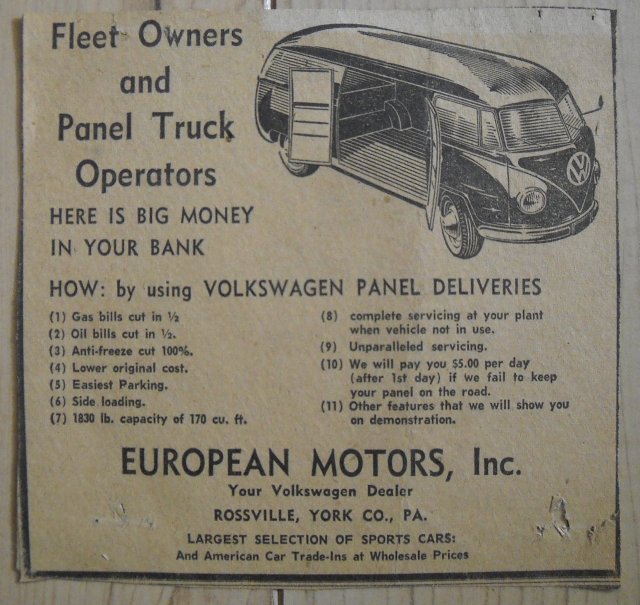 Fleet Owners
and
Panel Truck
Operators
HERE IS BIG MONEY
IN YOUR BANK
VW
HOW: by using VOLKSWAGEN PANEL DELIVERIES
(1) Gas bills cut in ½
(2) Oil bills cut in ½.
(3) Anti-freeze cut 100%.
(4) Lower original cost.
(5) Easiest Parking.
(6) Side loading.
(7) 1830 lb. capacity of 170 cu. ft.
(8) complete servicing at your plant
when vehicle not in use.
(9) Unparalleled servicing.
(10) We will pay you $5.00 per day
(after 1st day) if we fail to keep
your panel on the road.
(11) Other features that we will show you
on demonstration.
EUROPEAN MOTORS, Inc.
Your Volkswagen Dealer
ROSSVILLE, YORK CO., PA.
LARGEST SELECTION OF SPORTS CARS:
And American Car Trade-Ins at Wholesale Prices